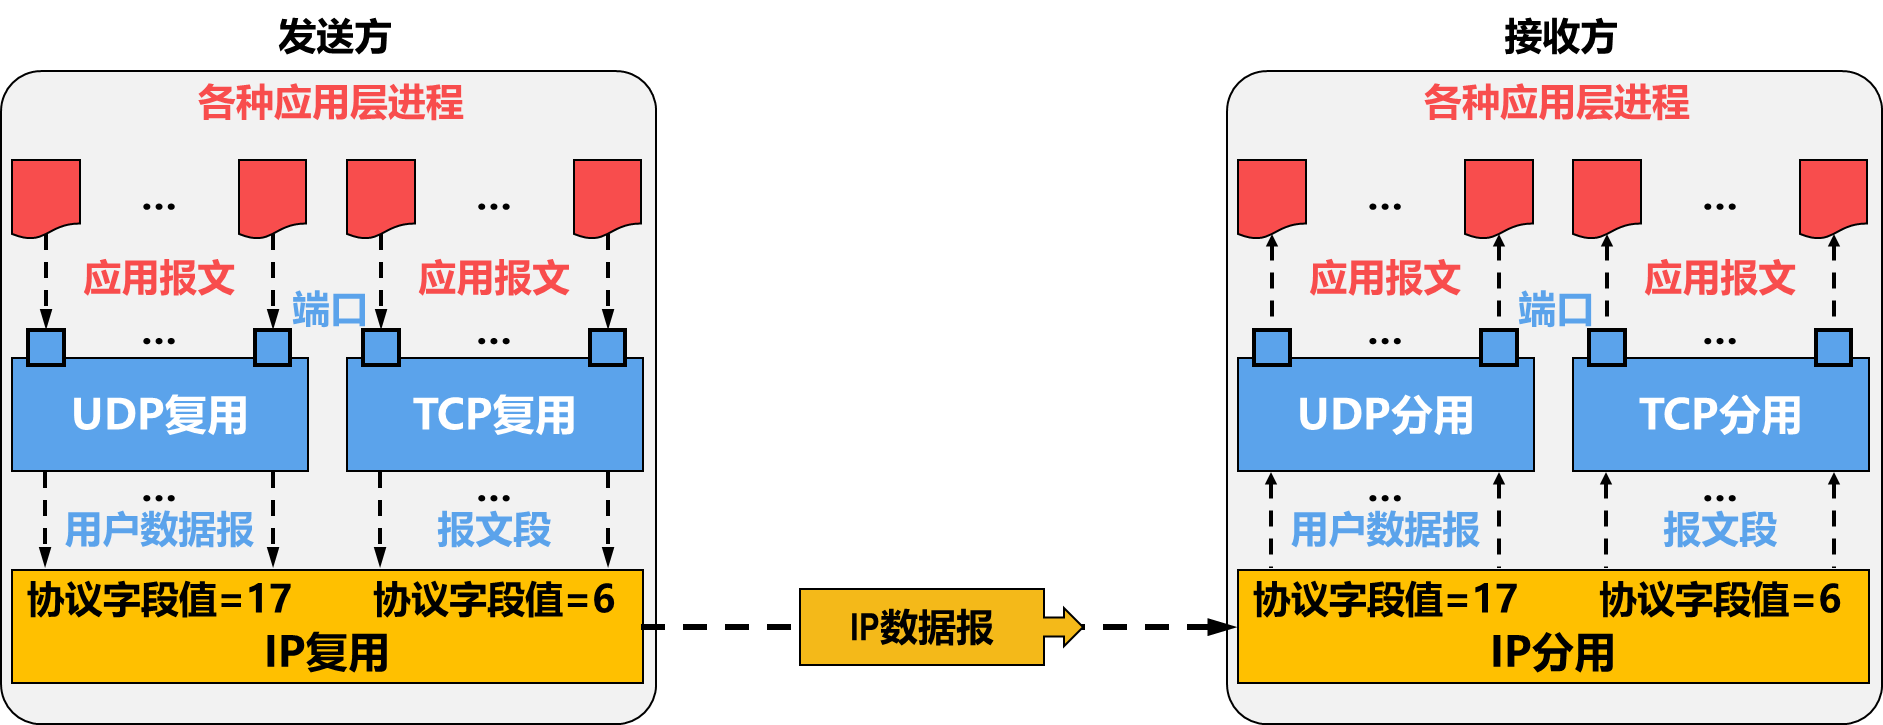 发送方
各种应用层进程
...
...
应用报文
应用报文
端口
...
...
UDP复用
TCP复用
...
...
用户数据报
报文段
协议字段值=17
协议字段值=6
IP复用
IP数据报
接收方
各种应用层进程
...
...
应用报文
应用报文
端口
...
...
UDP分用
TCP分用
...
...
用户数据报
报文段
协议字段值=17
协议字段值=6
IP分用